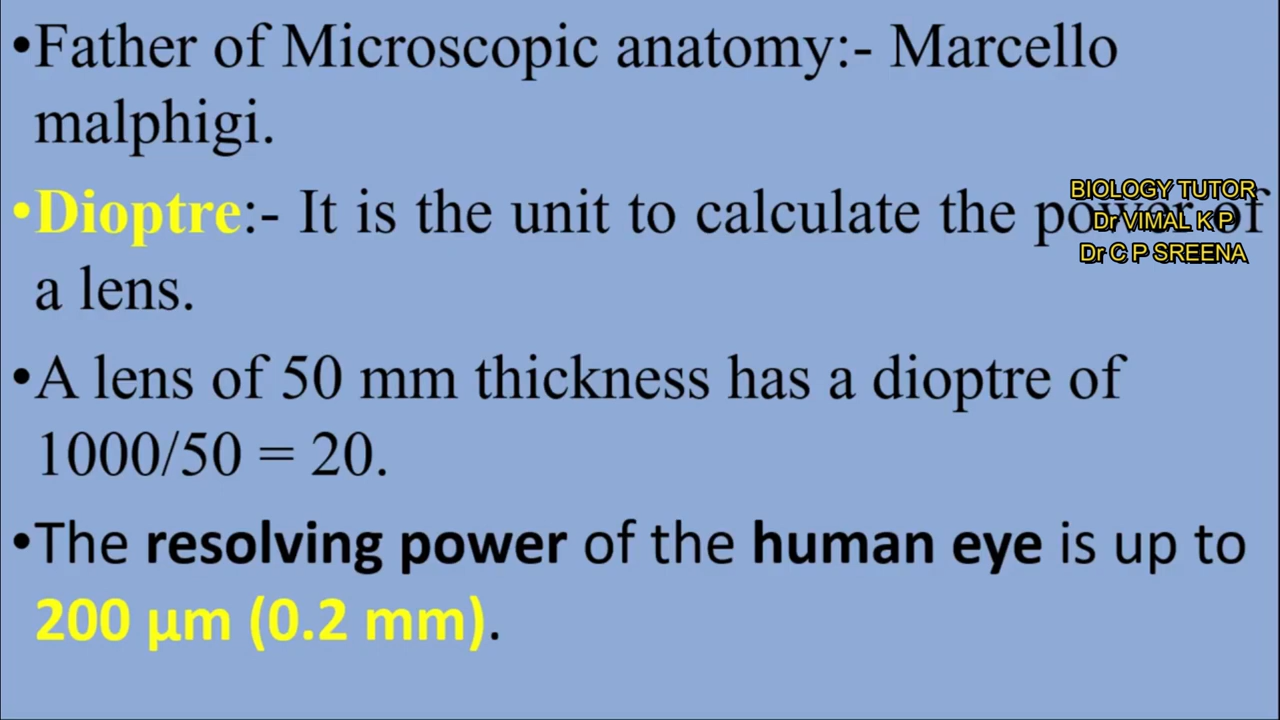 •Father of Microscopic anatomy:- Marcello
malphigi.
•Dioptre:- It is the unit to calculate the power of
a lens.
BIOLOGY TUTOR
Dr VIMAL K P
Dr C P SREENA
•A lens of 50 mm thickness has a dioptre of
1000/50 = 20.
•The resolving power of the human eye is up to
200 µm (0.2 mm).